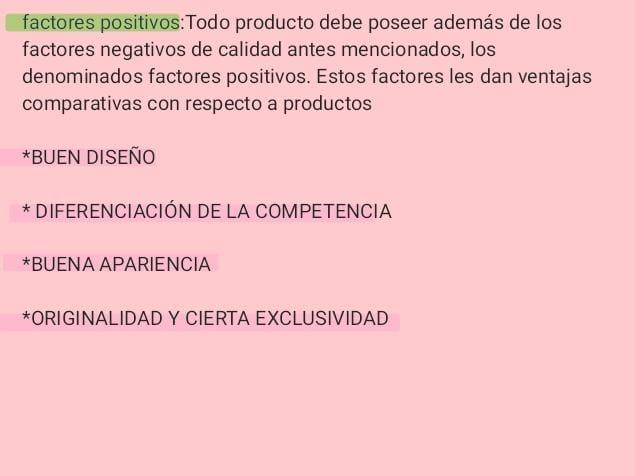 factores positivos:Todo producto debe poseer además de los
factores negativos de calidad antes mencionados, los
denominados factores positivos. Estos factores les dan ventajas
comparativas con respecto a productos
*BUEN DISEÑO
* DIFERENCIACIÓN DE LA COMPETENCIA
*BUENA APARIENCIA
*ORIGINALIDAD Y CIERTA EXCLUSIVIDAD